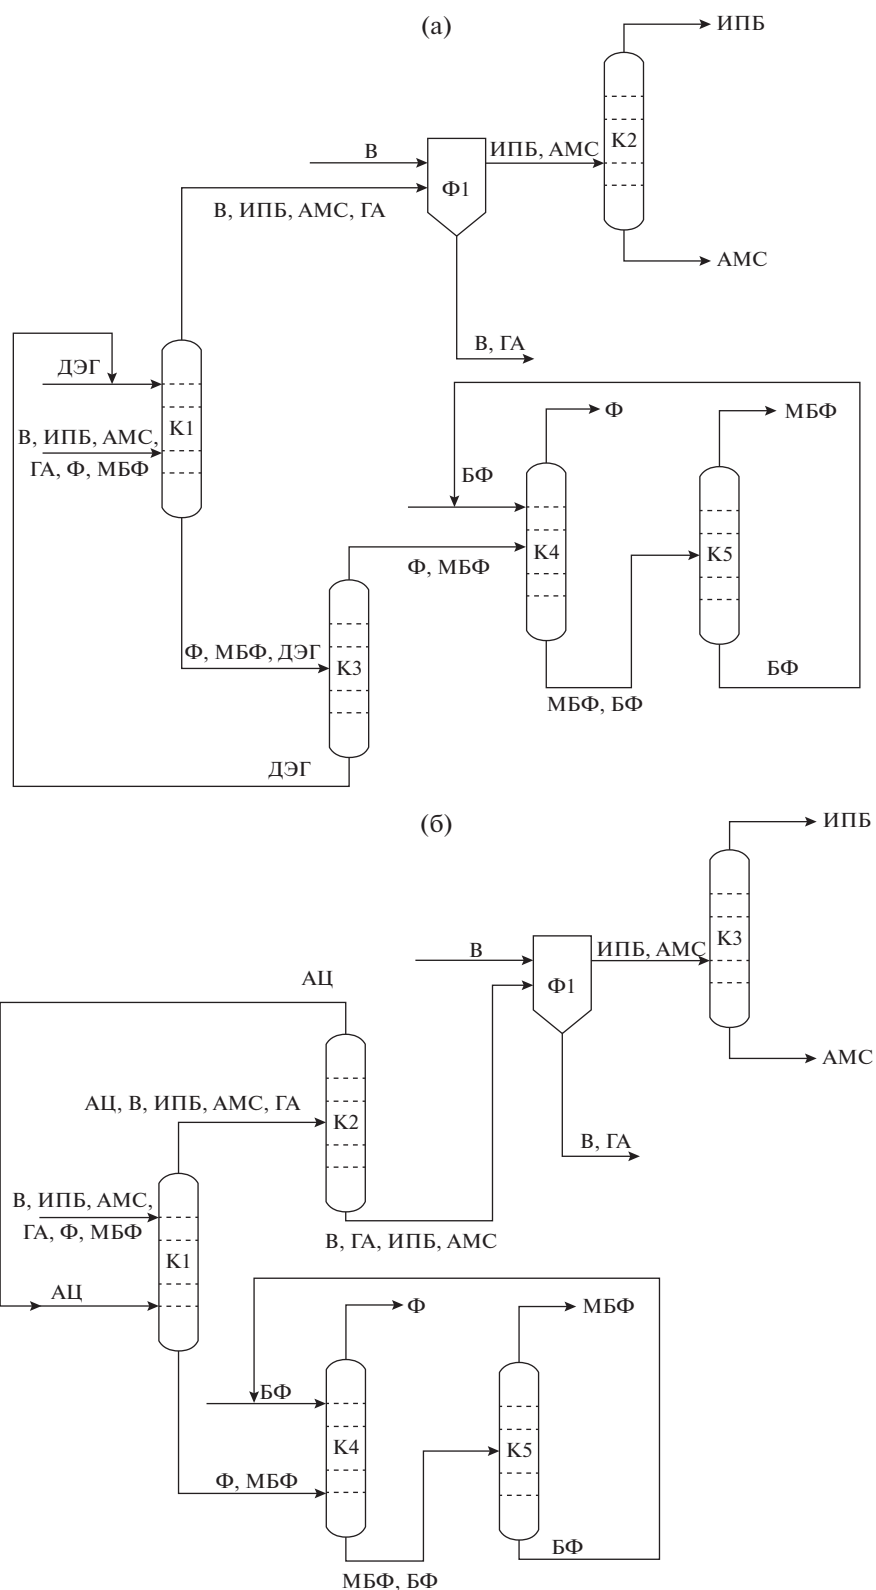 (а)
ИПБ
К2
В
ИПБ, АМС
Ф1
В, ИПБ, АМС, ГА
АМС
В, ГА
ДЭГ
К1
В, ИПБ, АМС,
ГА, Ф, МБФ
Ф
МБФ
БФ
К4
К5
Ф, МБФ
Ф, МБФ, ДЭГ
К3
БФ
МБФ, БФ
ДЭГ
(б)
ИПБ
К3
В
ИПБ, АМС
Ф1
АЦ
АМС
АЦ, В, ИПБ, АМС, ГА
К2
В, ГА
В, ИПБ, АМС,
ГА, Ф, МБФ
В, ГА, ИПБ, АМС
К1
АЦ
Ф
МБФ
БФ
К4
К5
Ф, МБФ
БФ
МБФ, БФ